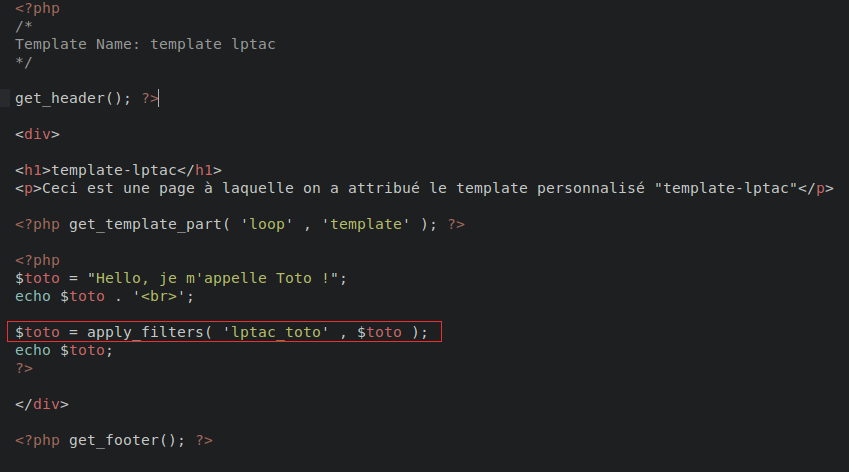 <?php
/*
Template Name: template lptac
*/
get_header(); ?>
<div>
<h1>template-lptac</h1>
<p>Ceci est une page à laquelle on a attribué le template personnalisé "template-lptac"</p>
<?php get_template_part( 'loop' , 'template' ); ?>
<?php
$toto = "Hello, je m'appelle Toto !";
echo $toto . '<br>';
$toto = apply_filters( 'lptac_toto' , $toto );
echo $toto;
?>
</div>
<?php get_footer(); ?>